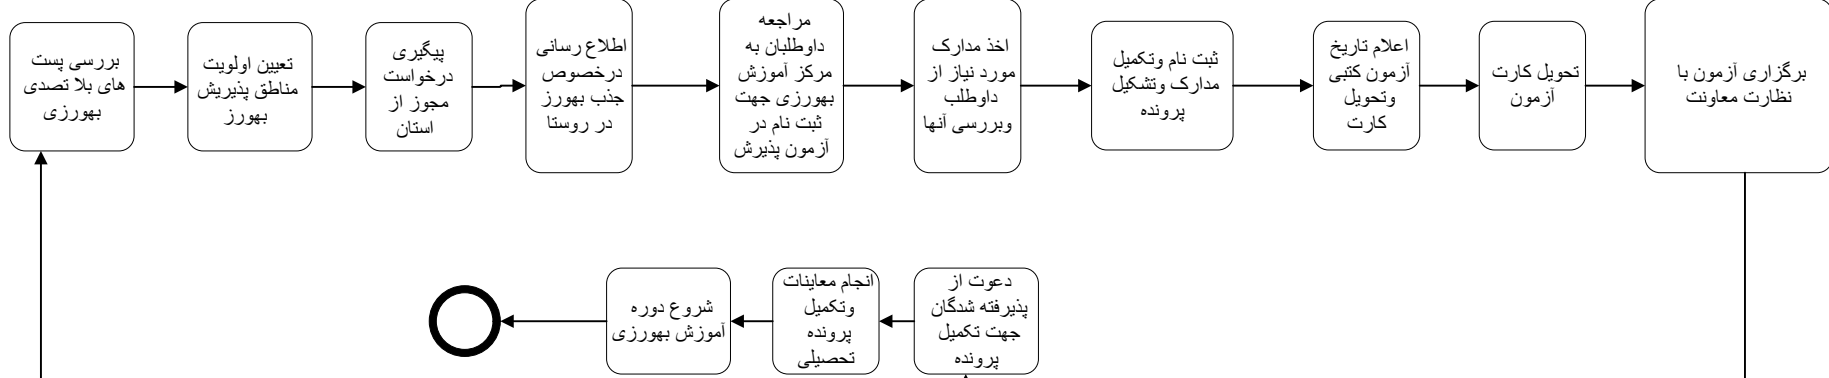 بررسی پست
های بلا تصدی
بهورزی
تعیین اولویت
مناطق پذیریش
بهورز
پیگیری
درخواست
مجوز از
استان
اطلاع رسانی
درخصوص
جذب بهورز
در روستا
مراجعه
داوطلبان به
مرکز آموزش
بهورزی جهت
ثبت نام در
آزمون پذیرش
اخذ مدارک
مورد نیاز از
داوطلب
وبررسی آنها
ثبت نام وتکمیل
مدارک وتشکیل
پرونده
اعلام تاریخ
آزمون کتبی
وتحویل
کارت
تحویل کارت
آزمون
برگزاری آزمون با
نظارت معاونت
دعوت از
پذیرفته شدگان
جهت تکمیل
پرونده
انجام معاینات
وتکمیل
پرونده
تحصیلی
شروع دوره
آموزش بهورزی